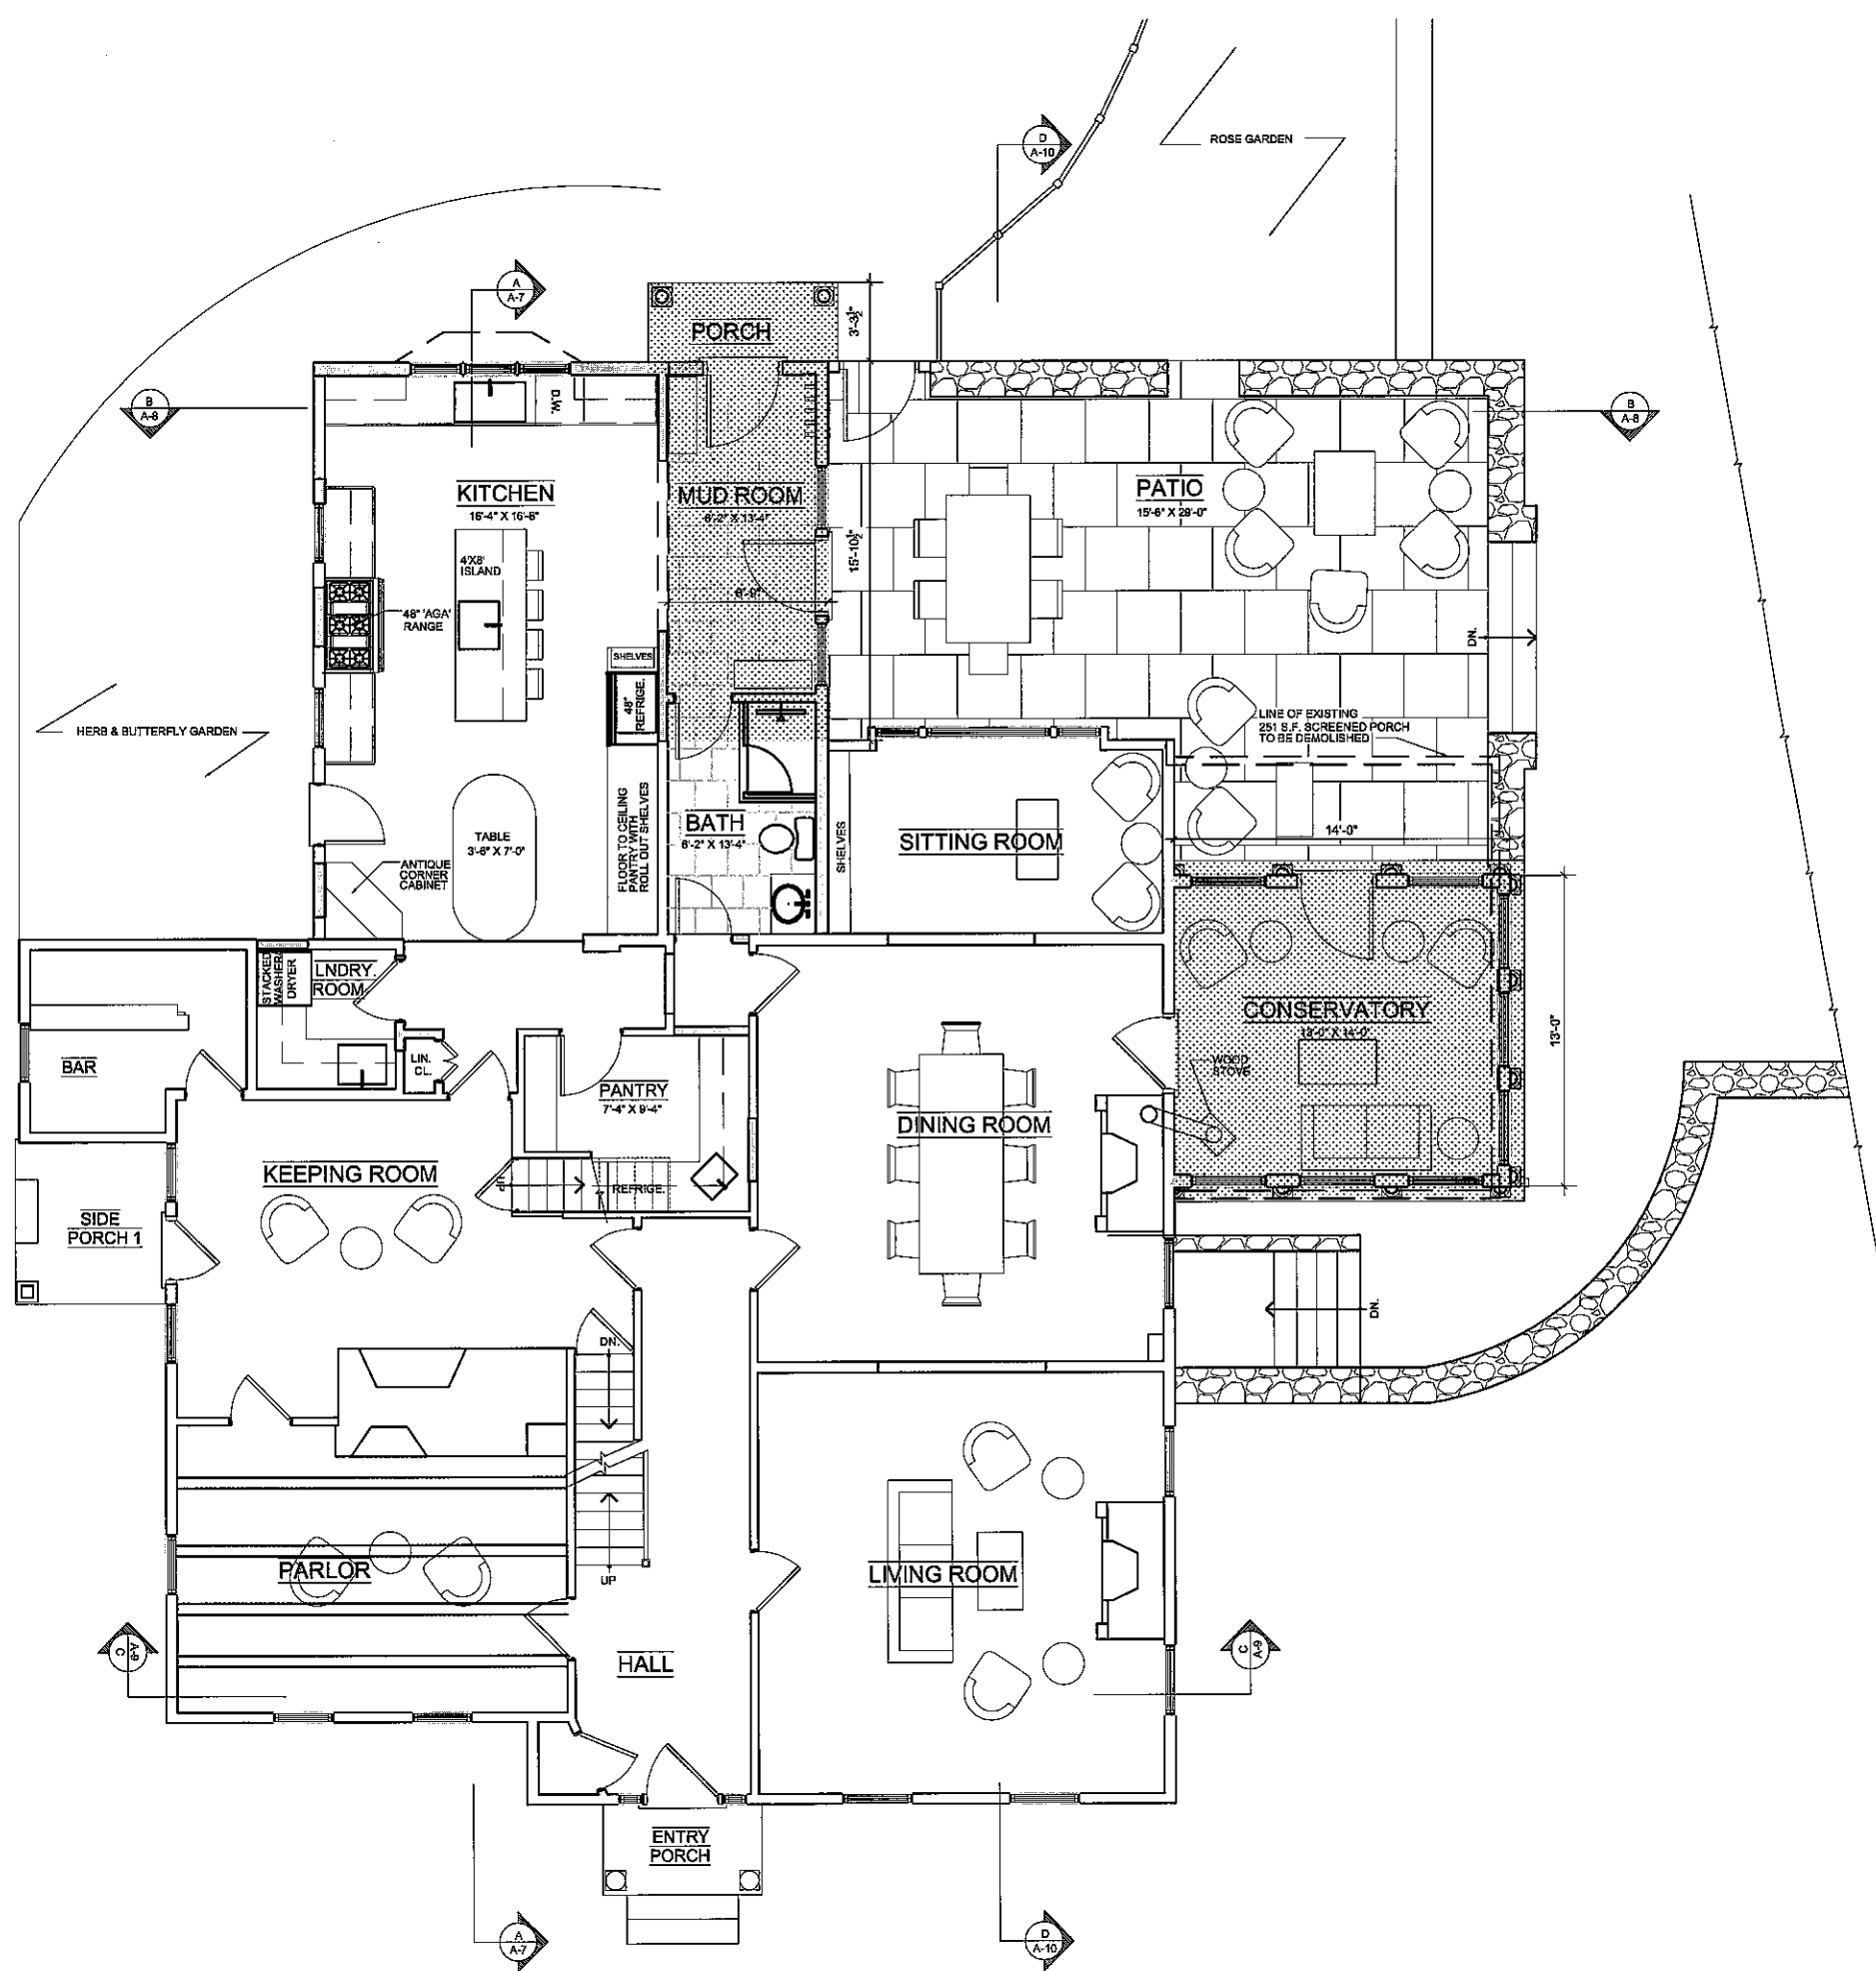 D
A-10
ROSE GARDEN
A
A-7
PORCH
3'-3½"
B
A-8
D.W.
B
A-8
KITCHEN
16'-4" X 16'-6"
MUD ROOM
6'-2" X 13'-4"
PATIO
15'-6" X 29'-0"
4'X8'
ISLAND
15'-10½"
48" 'AGA'
RANGE
6'-9"
DN.
SHELVES
48"
REFRIGE.
HERB & BUTTERFLY GARDEN
LINE OF EXISTING
251 S.F. SCREENED PORCH
TO BE DEMOLISHED
FLOOR TO CEILING
PANTRY WITH
ROLL OUT SHELVES
BATH
6'-2" X 13'-4"
SHELVES
SITTING ROOM
14'-0"
TABLE
3'-6" X 7'-0"
ANTIQUE
CORNER
CABINET
STACKED
WASHER/
DRYER
LNDRY.
ROOM
CONSERVATORY
13'-0" X 14'-0"
13'-0"
BAR
LIN.
CL.
WOOD
STOVE
PANTRY
7'-4" X 9'-4"
DINING ROOM
KEEPING ROOM
UP
REFRIGE.
SIDE
PORCH 1
DN.
DN.
PARLOR
UP
LIVING ROOM
C
A-9
HALL
C
A-9
ENTRY
PORCH
A
A-7
D
A-10